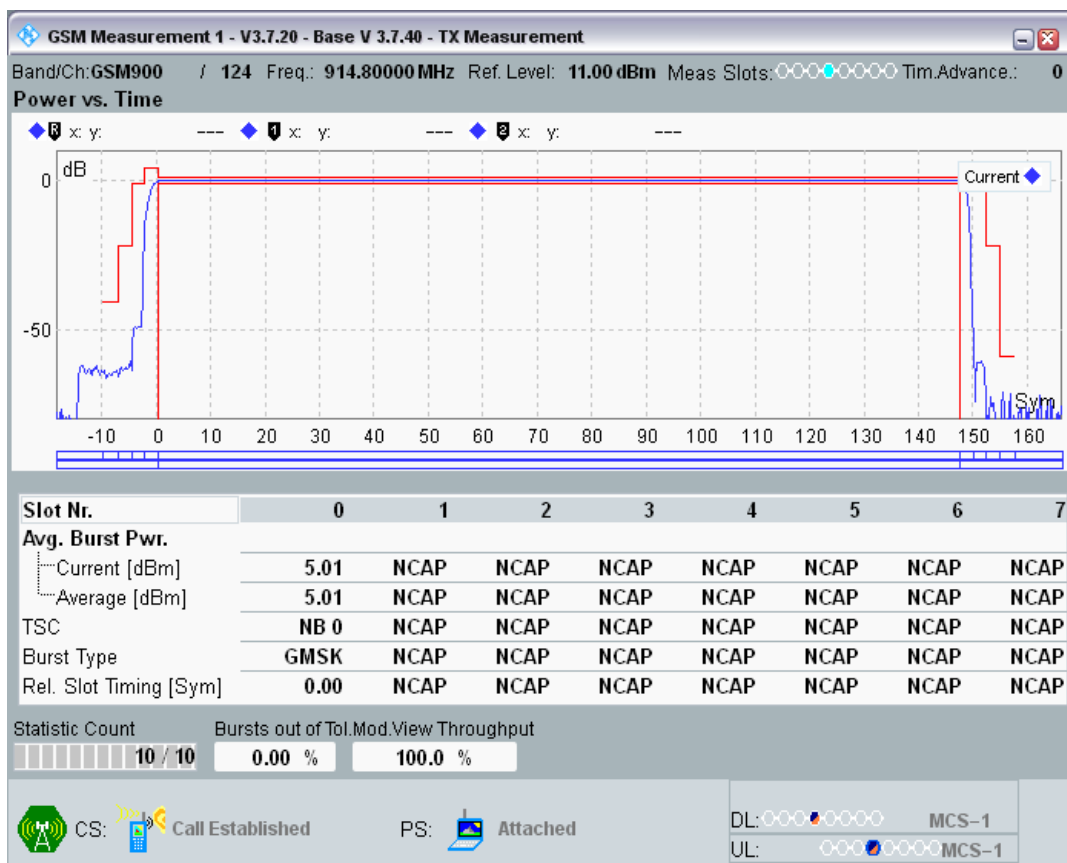 GSM Measurement 1 - V3.7.20 - Base V 3.7.40 - TX Measurement
Band/Ch:GSM900 / 124 Freq.: 914.80000 MHz Ref. Level: 11.00 dBm Meas Slots: Tim.Advance.: 0
Power vs. Time
R x: y: --- 1 x: y: --- 2 x: y: ---
dB
Current
0
-50
Sym
-10 0 10 20 30 40 50 60 70 80 90 100 110 120 130 140 150 160
Slot Nr. 0 1 2 3 4 5 6 7
Avg. Burst Pwr.
Current [dBm] 5.01 NCAP NCAP NCAP NCAP NCAP NCAP NCAP
Average [dBm] 5.01 NCAP NCAP NCAP NCAP NCAP NCAP NCAP
TSC NB 0 NCAP NCAP NCAP NCAP NCAP NCAP NCAP
Burst Type GMSK NCAP NCAP NCAP NCAP NCAP NCAP NCAP
Rel. Slot Timing [Sym] 0.00 NCAP NCAP NCAP NCAP NCAP NCAP NCAP
Statistic Count Bursts out of Tol. Mod.View Throughput
10 / 10 0.00 % 100.0 %
CS: Call Established PS: Attached
DL: MCS-1
UL: MCS-1